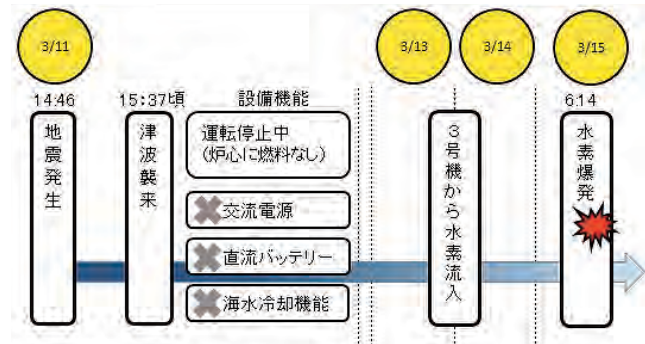 3/11
3/13
3/14
3/15
14:46
15:37頃
設備機能
6:14
地震発生
津波襲来
運転停止中
(炉心に燃料なし)
交流電源
直流バッテリー
海水冷却機能
3号機から水素流入
水素爆発